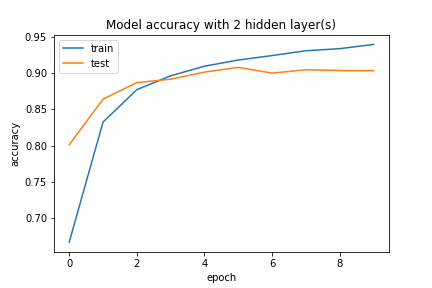 Model accuracy with 2 hidden layer(s)
train
test
accuracy
0.95
0.90
0.85
0.80
0.75
0.70
0 2 4 6 8
epoch